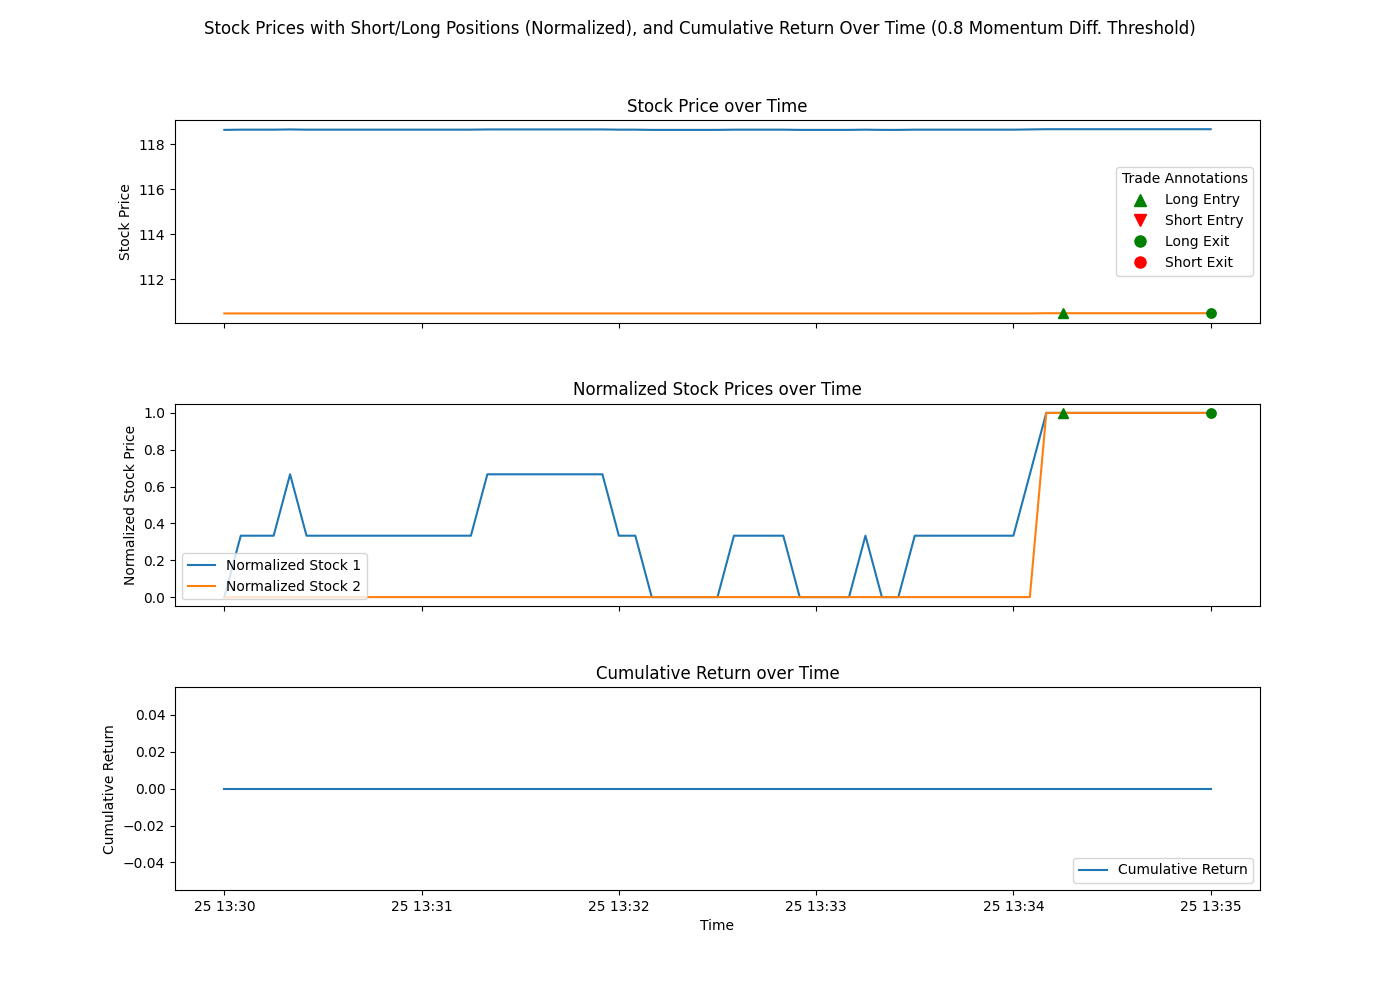 Stock Prices with Short/Long Positions (Normalized), and Cumulative Return Over Time (0.8 Momentum Diff. Threshold)
Stock Price over Time
Stock Price
118
116
114
112
Trade Annotations
Long Entry
Short Entry
Long Exit
Short Exit
Normalized Stock Prices over Time
Normalized Stock Price
1.0
0.8
0.6
0.4
0.2
0.0
Normalized Stock 1
Normalized Stock 2
Cumulative Return over Time
Cumulative Return
0.04
0.02
0.00
−0.02
−0.04
Cumulative Return
25 13:30
25 13:31
25 13:32
25 13:33
25 13:34
25 13:35
Time